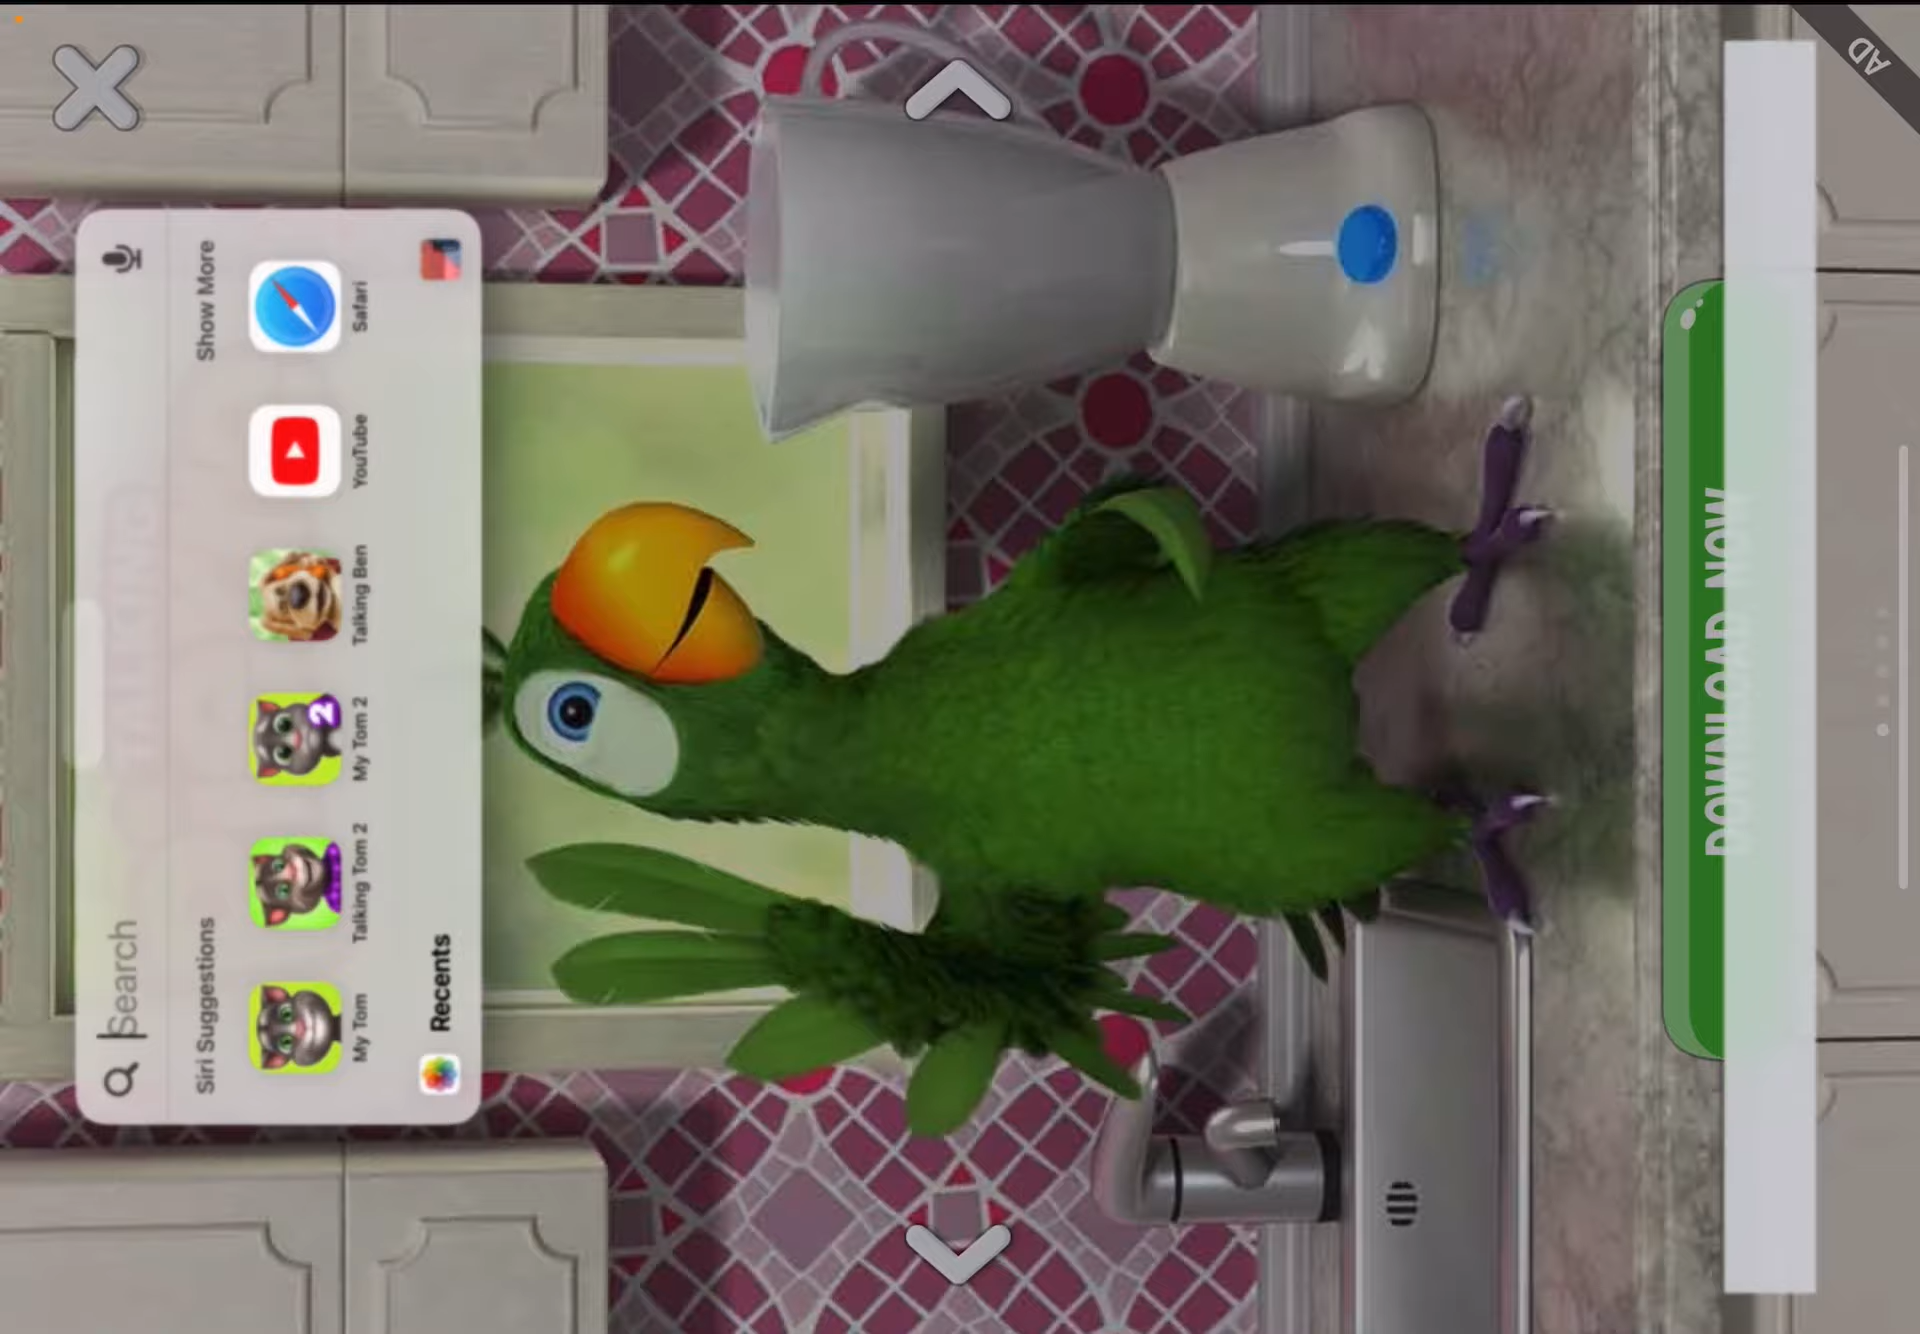 Search
Siri Suggestions
Show More
My Tom
Talking Tom 2
My Tom 2
Talking Ben
YouTube
Safari
Recents
DOWNLOAD NOW
AD